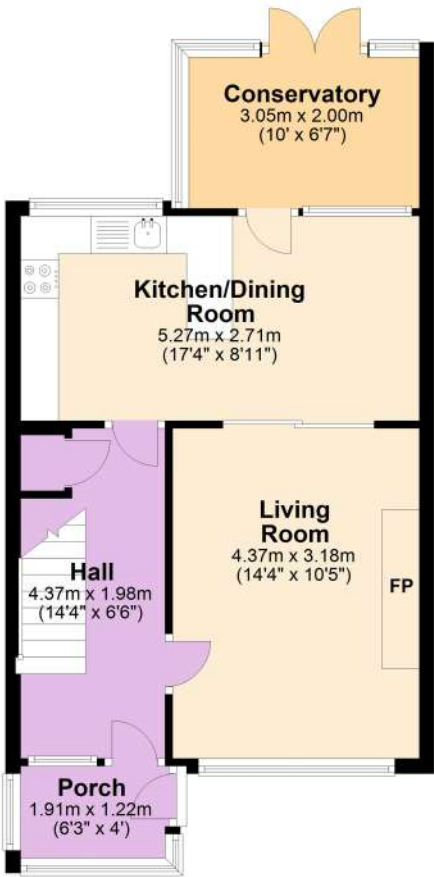 Conservatory
3.05m x 2.00m
(10' x 6'7")
Kitchen/Dining
Room
5.27m x 2.71m
(17'4" x 8'11")
Living
Room
4.37m x 3.18m
(14'4" x 10'5")
FP
Hall
4.37m x 1.98m
(14'4" x 6'6")
Porch
1.91m x 1.22m
(6'3" x 4')